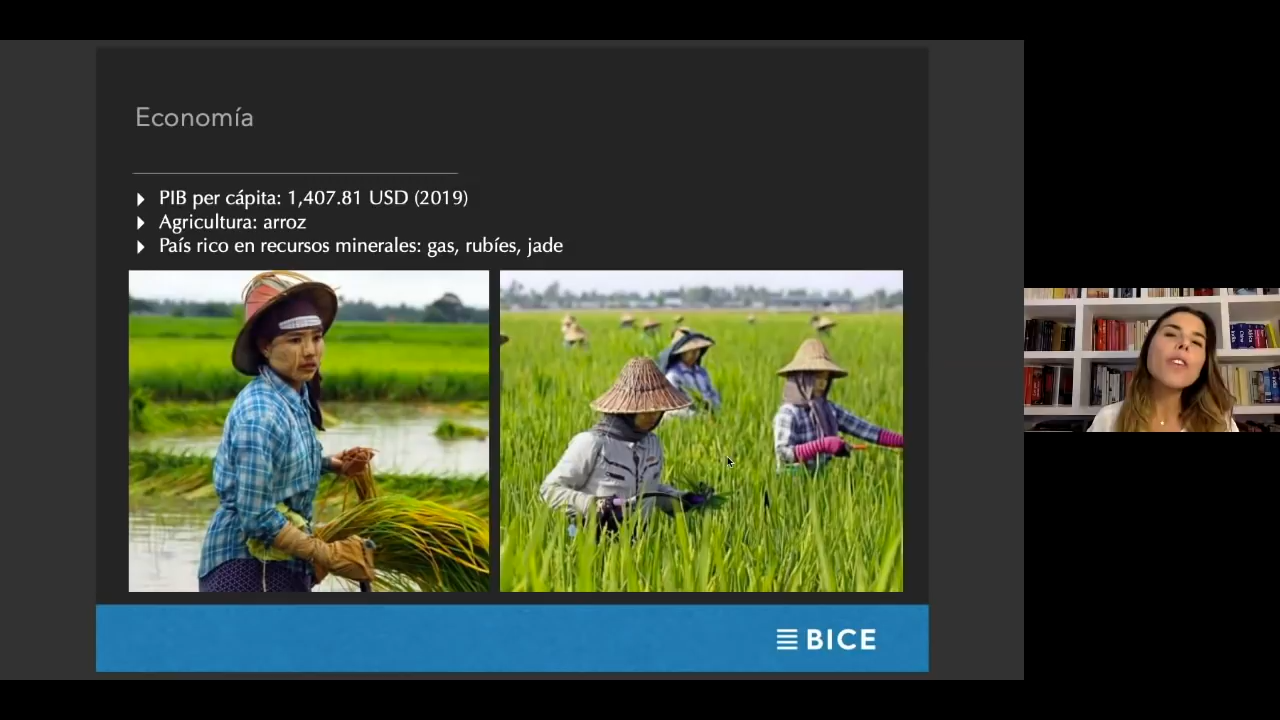 Economía
PIB per cápita: 1,407.81 USD (2019)
Agricultura: arroz
País rico en recursos minerales: gas, rubíes, jade
BICE